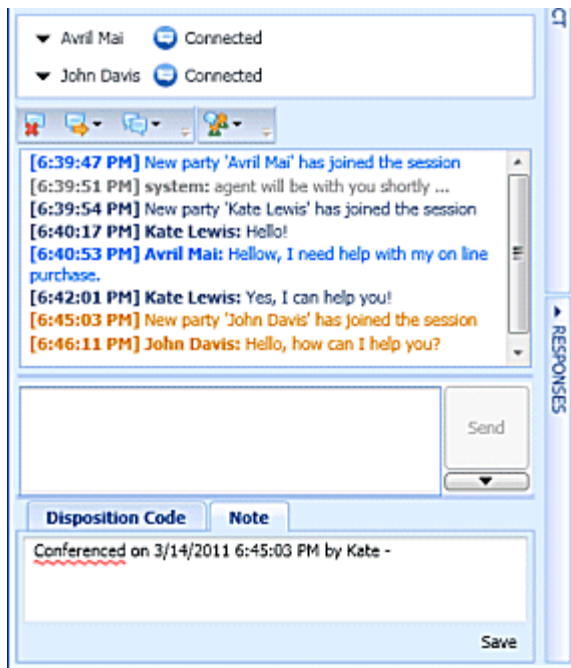 Avril Mai Connected
John Davis Connected
[6:39:47 PM] New party 'Avril Mai' has joined the session
[6:39:51 PM] system: agent will be with you shortly ...
[6:39:54 PM] New party 'Kate Lewis' has joined the session
[6:40:17 PM] Kate Lewis: Hello!
[6:40:53 PM] Avril Mai: Hellow, I need help with my on line
purchase.
[6:42:01 PM] Kate Lewis: Yes, I can help you!
[6:45:03 PM] New party 'John Davis' has joined the session
[6:46:11 PM] John Davis: Hello, how can I help you?
Send
Disposition Code Note
Conferenced on 3/14/2011 6:45:03 PM by Kate -
Save
CT
RESPONSES